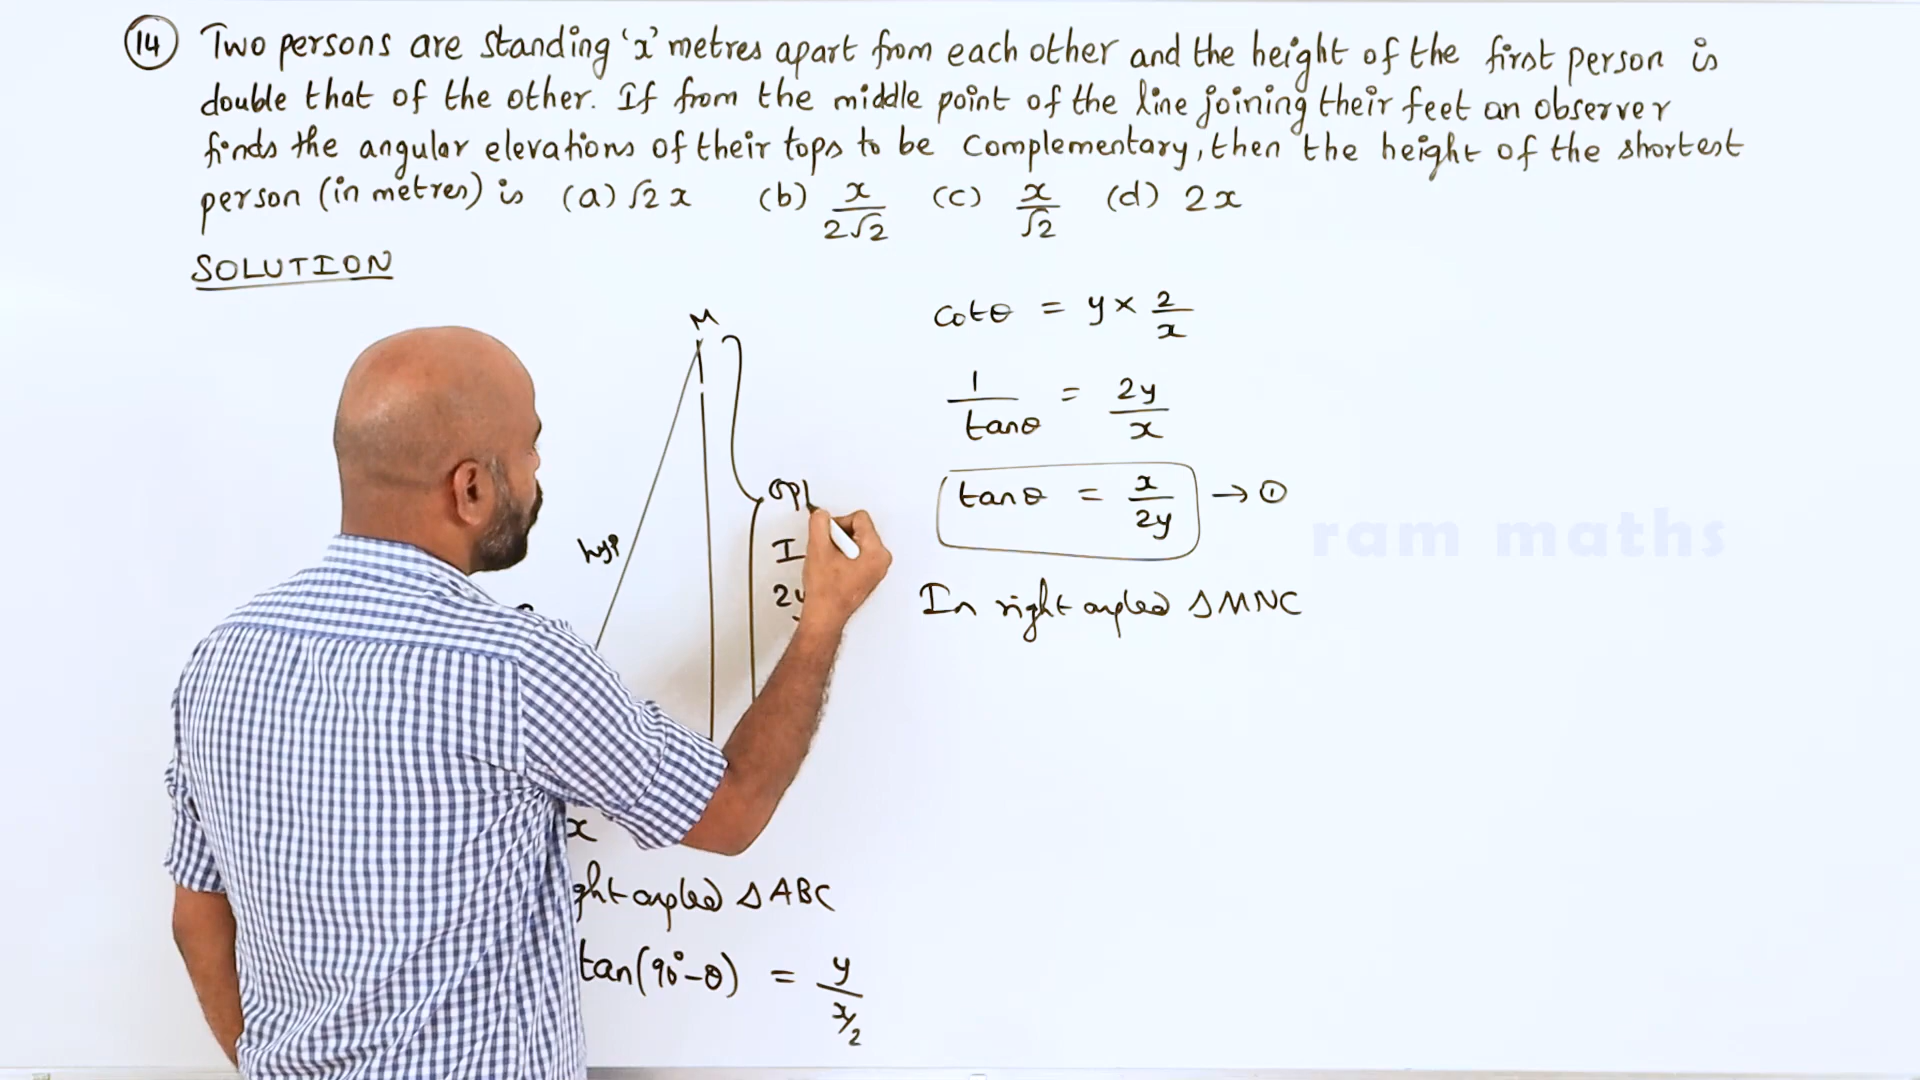 14 Two persons are standing 'x' metres apart from each other and the height of the first person is
double that of the other. If from the middle point of the line joining their feet an observer
finds the angular elevations of their tops to be complementary, then the height of the shortest
person (in metres) is (a) √2 x (b) x/2√2 (c) x/√2 (d) 2x
SOLUTION
M
hyp
opp
I
2y
x
ght angled △ABC
tan(90°-θ) = y/x/2
cotθ = y × 2/x
1/tanθ = 2y/x
tanθ = x/2y → ①
In right angled △MNC
ram maths